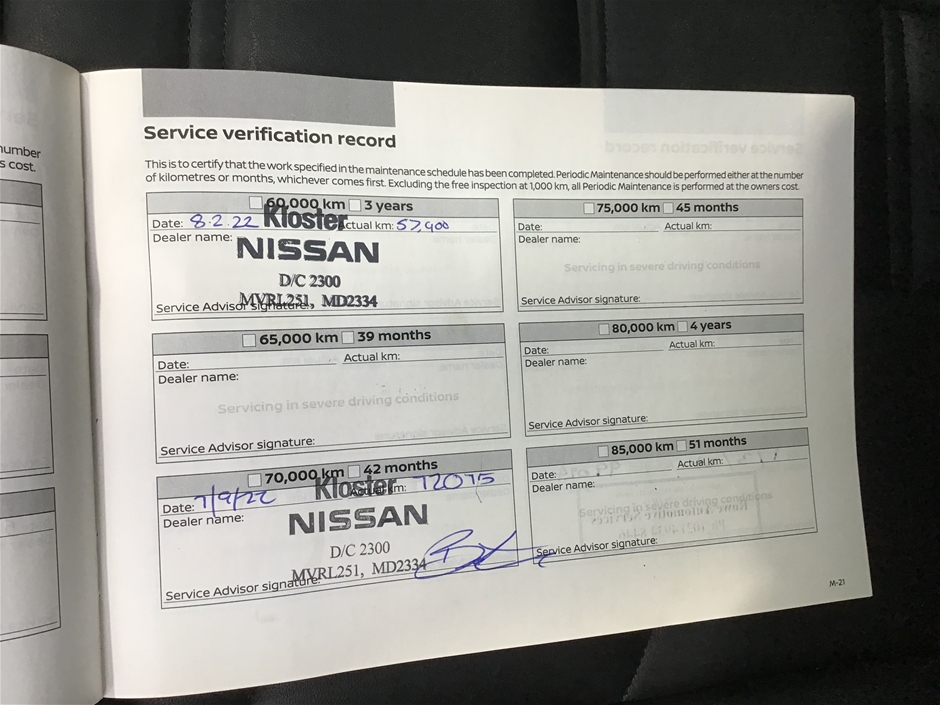 number
s cost.
Service verification record
This is to certify that the work specified in the maintenance schedule has been completed. Periodic Maintenance should be performed either at the number
of kilometres or months, whichever comes first. Excluding the free inspection at 1,000 km, all Periodic Maintenance is performed at the owners cost.
60,000 km 3 years
Date: 8.2.22 Kloster Actual km: 57,400
Dealer name:
NISSAN
D/C 2300
MVRL251, MD2334
Service Advisor signature:
65,000 km 39 months
Date: Actual km:
Dealer name:
Servicing in severe driving conditions
Service Advisor signature:
70,000 km 42 months
Kloster
Date: 7/9/22 Actual km: 72075
Dealer name:
NISSAN
D/C 2300
MVRL251, MD2334
Service Advisor signature:
75,000 km 45 months
Date: Actual km:
Dealer name:
Servicing in severe driving conditions
Service Advisor signature:
80,000 km 4 years
Date: Actual km:
Dealer name:
Service Advisor signature:
85,000 km 51 months
Date: Actual km:
Dealer name:
Servicing in severe driving conditions
Service Advisor signature:
M-21